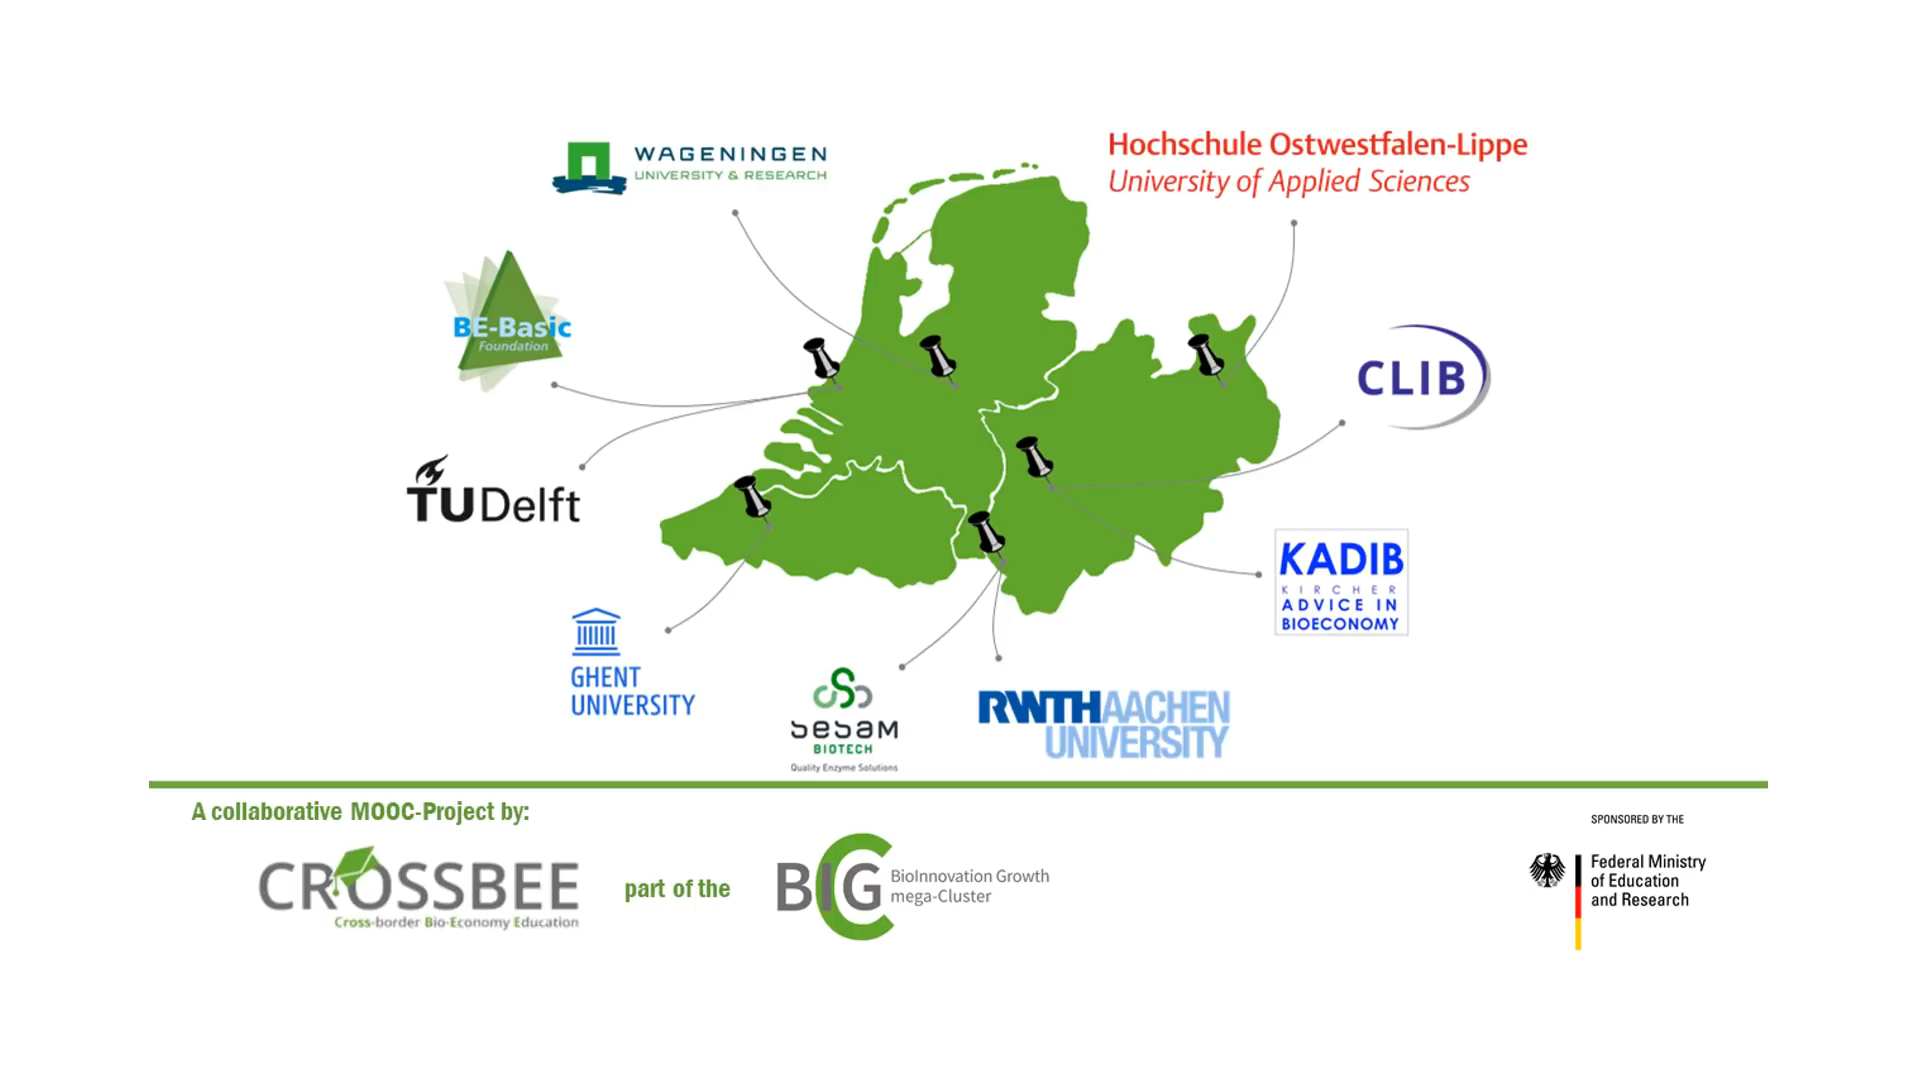 WAGENINGEN
UNIVERSITY & RESEARCH
Hochschule Ostwestfalen-Lippe
University of Applied Sciences
BE-Basic
Foundation
CLIB
TUDelft
KADIB
KIRCHER
ADVICE IN
BIOECONOMY
GHENT
UNIVERSITY
SeSaM
BIOTECH
Quality Enzyme Solutions
RWTHAACHEN
UNIVERSITY
A collaborative MOOC-Project by:
CROSSBEE
Cross-border Bio-Economy Education
part of the
BIG C
BioInnovation Growth
mega-Cluster
SPONSORED BY THE
Federal Ministry
of Education
and Research